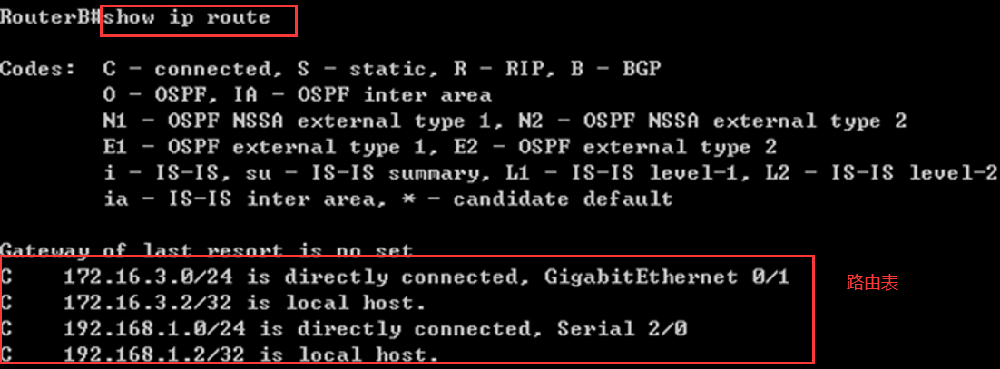 RouterB#show ip route
Codes: C - connected, S - static, R - RIP, B - BGP
O - OSPF, IA - OSPF inter area
N1 - OSPF NSSA external type 1, N2 - OSPF NSSA external type 2
E1 - OSPF external type 1, E2 - OSPF external type 2
i - IS-IS, su - IS-IS summary, L1 - IS-IS level-1, L2 - IS-IS level-2
ia - IS-IS inter area, * - candidate default
Gateway of last resort is no set
C 172.16.3.0/24 is directly connected, GigabitEthernet 0/1
路由表
C 172.16.3.2/32 is local host.
C 192.168.1.0/24 is directly connected, Serial 2/0
C 192.168.1.2/32 is local host.